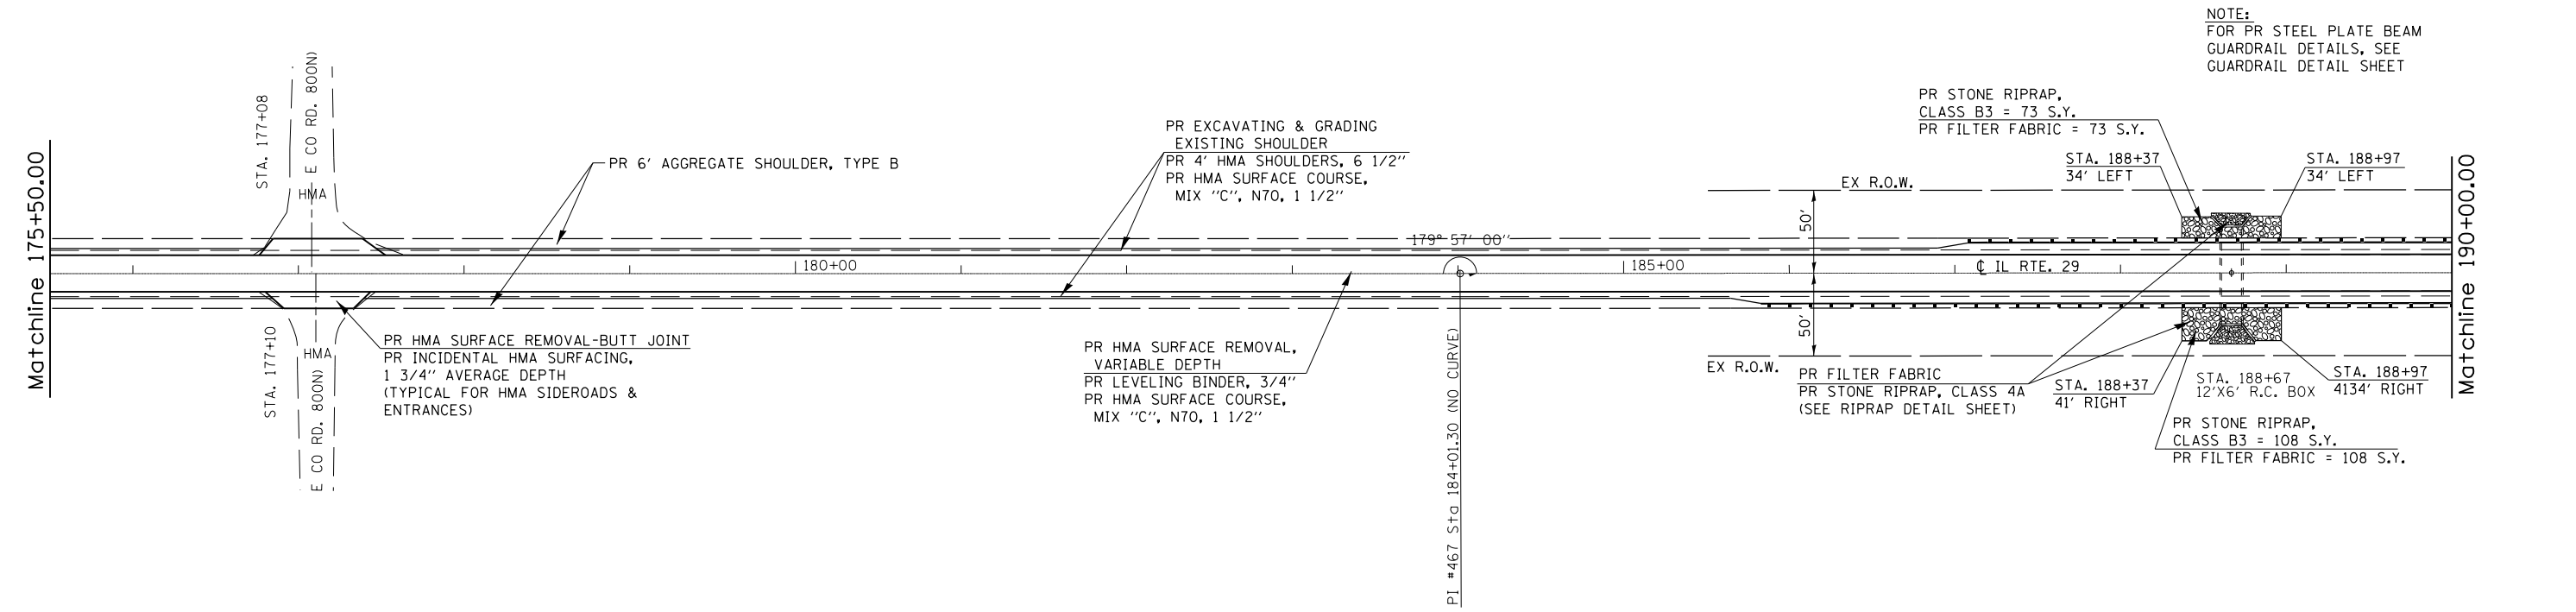 NOTE:
FOR PR STEEL PLATE BEAM
GUARDRAIL DETAILS, SEE
GUARDRAIL DETAIL SHEET
Matchline 175+50.00
STA. 177+08
E CO RD. 800N)
HMA
PR 6' AGGREGATE SHOULDER, TYPE B
PR EXCAVATING & GRADING
EXISTING SHOULDER
PR 4' HMA SHOULDERS, 6 1/2"
PR HMA SURFACE COURSE,
MIX "C", N70, 1 1/2"
PR STONE RIPRAP,
CLASS B3 = 73 S.Y.
PR FILTER FABRIC = 73 S.Y.
STA. 188+37
34' LEFT
STA. 188+97
34' LEFT
EX R.O.W.
50'
179° 57' 00"
180+00
185+00
℄ IL RTE. 29
Matchline 190+00.00
STA. 177+10
HMA
E CO RD. 800N)
PR HMA SURFACE REMOVAL-BUTT JOINT
PR INCIDENTAL HMA SURFACING,
1 3/4" AVERAGE DEPTH
(TYPICAL FOR HMA SIDEROADS &
ENTRANCES)
PR HMA SURFACE REMOVAL,
VARIABLE DEPTH
PR LEVELING BINDER, 3/4"
PR HMA SURFACE COURSE,
MIX "C", N70, 1 1/2"
PI #467 Sta 184+01.30 (NO CURVE)
50'
EX R.O.W.
PR FILTER FABRIC
PR STONE RIPRAP, CLASS 4A
(SEE RIPRAP DETAIL SHEET)
STA. 188+37
41' RIGHT
STA. 188+67
12'X6' R.C. BOX
STA. 188+97
4134' RIGHT
PR STONE RIPRAP,
CLASS B3 = 108 S.Y.
PR FILTER FABRIC = 108 S.Y.